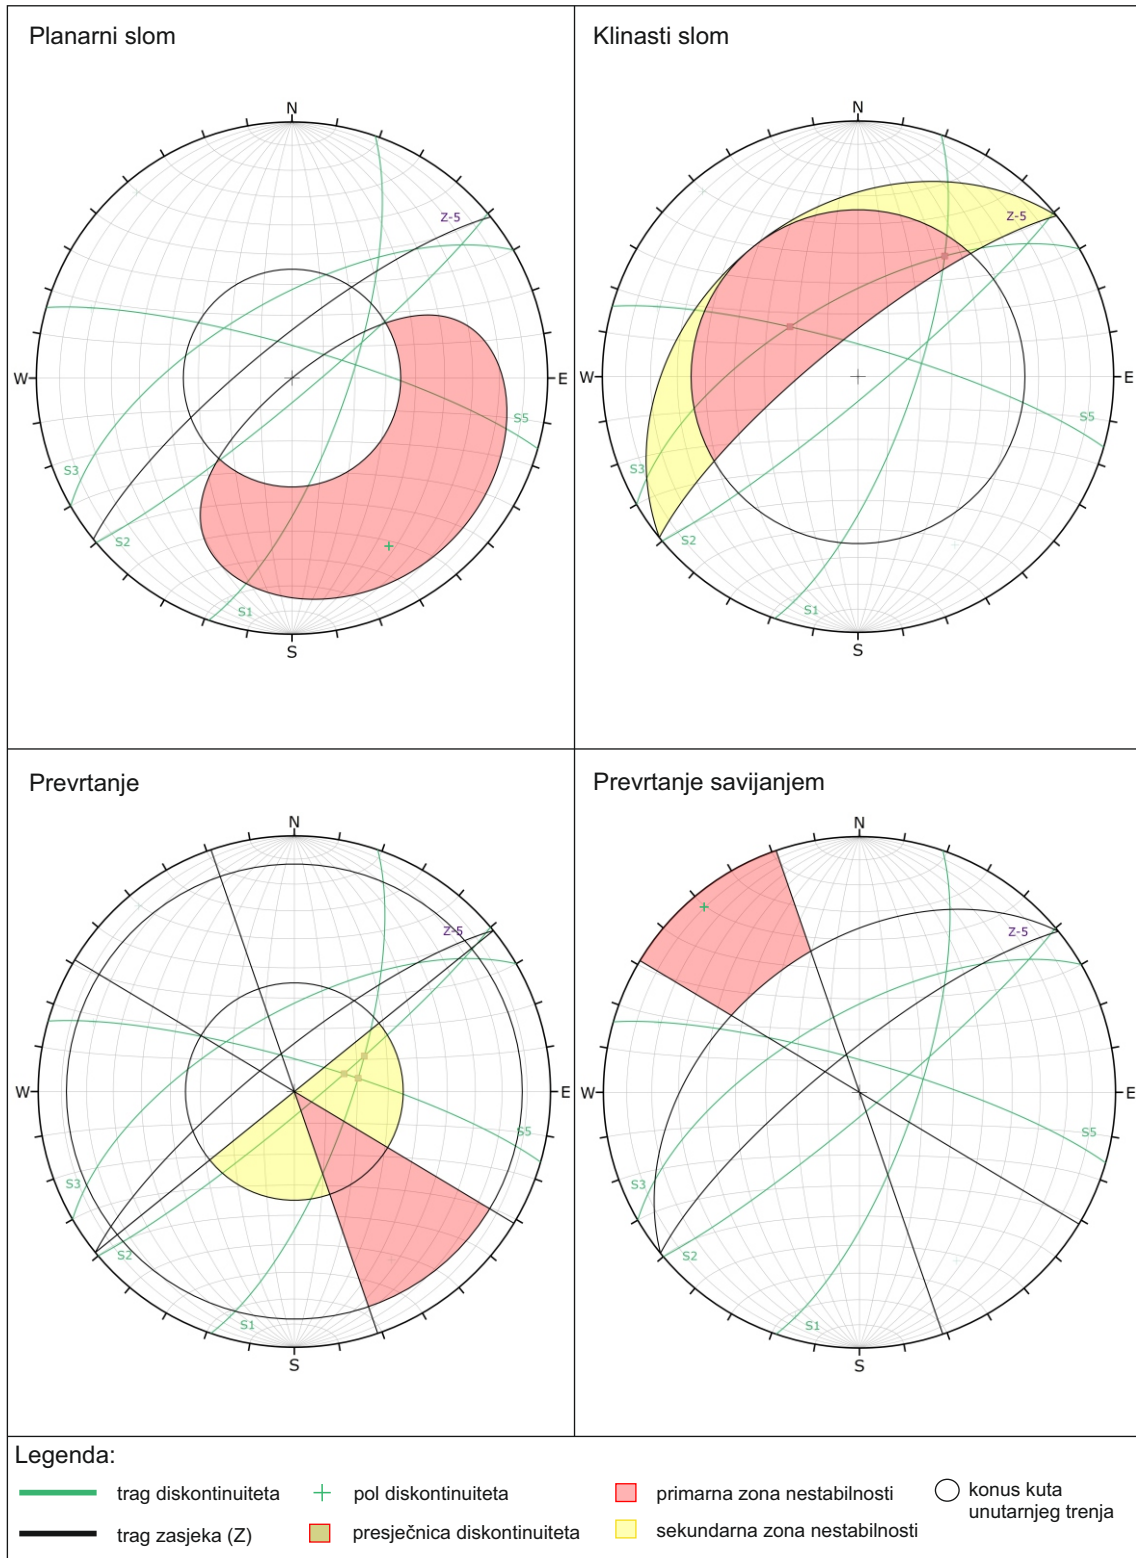 Planarni slom
N
Z-5
W
E
S5
S3
S2
S1
S
Klinasti slom
N
Z-5
W
E
S5
S3
S2
S1
S
Prevrtanje
N
Z-5
W
E
S5
S3
S2
S1
S
Prevrtanje savijanjem
N
Z-5
W
E
S5
S3
S2
S1
S
Legenda:
trag diskontinuiteta
pol diskontinuiteta
primarna zona nestabilnosti
konus kuta
unutarnjeg trenja
trag zasjeka (Z)
presječnica diskontinuiteta
sekundarna zona nestabilnosti